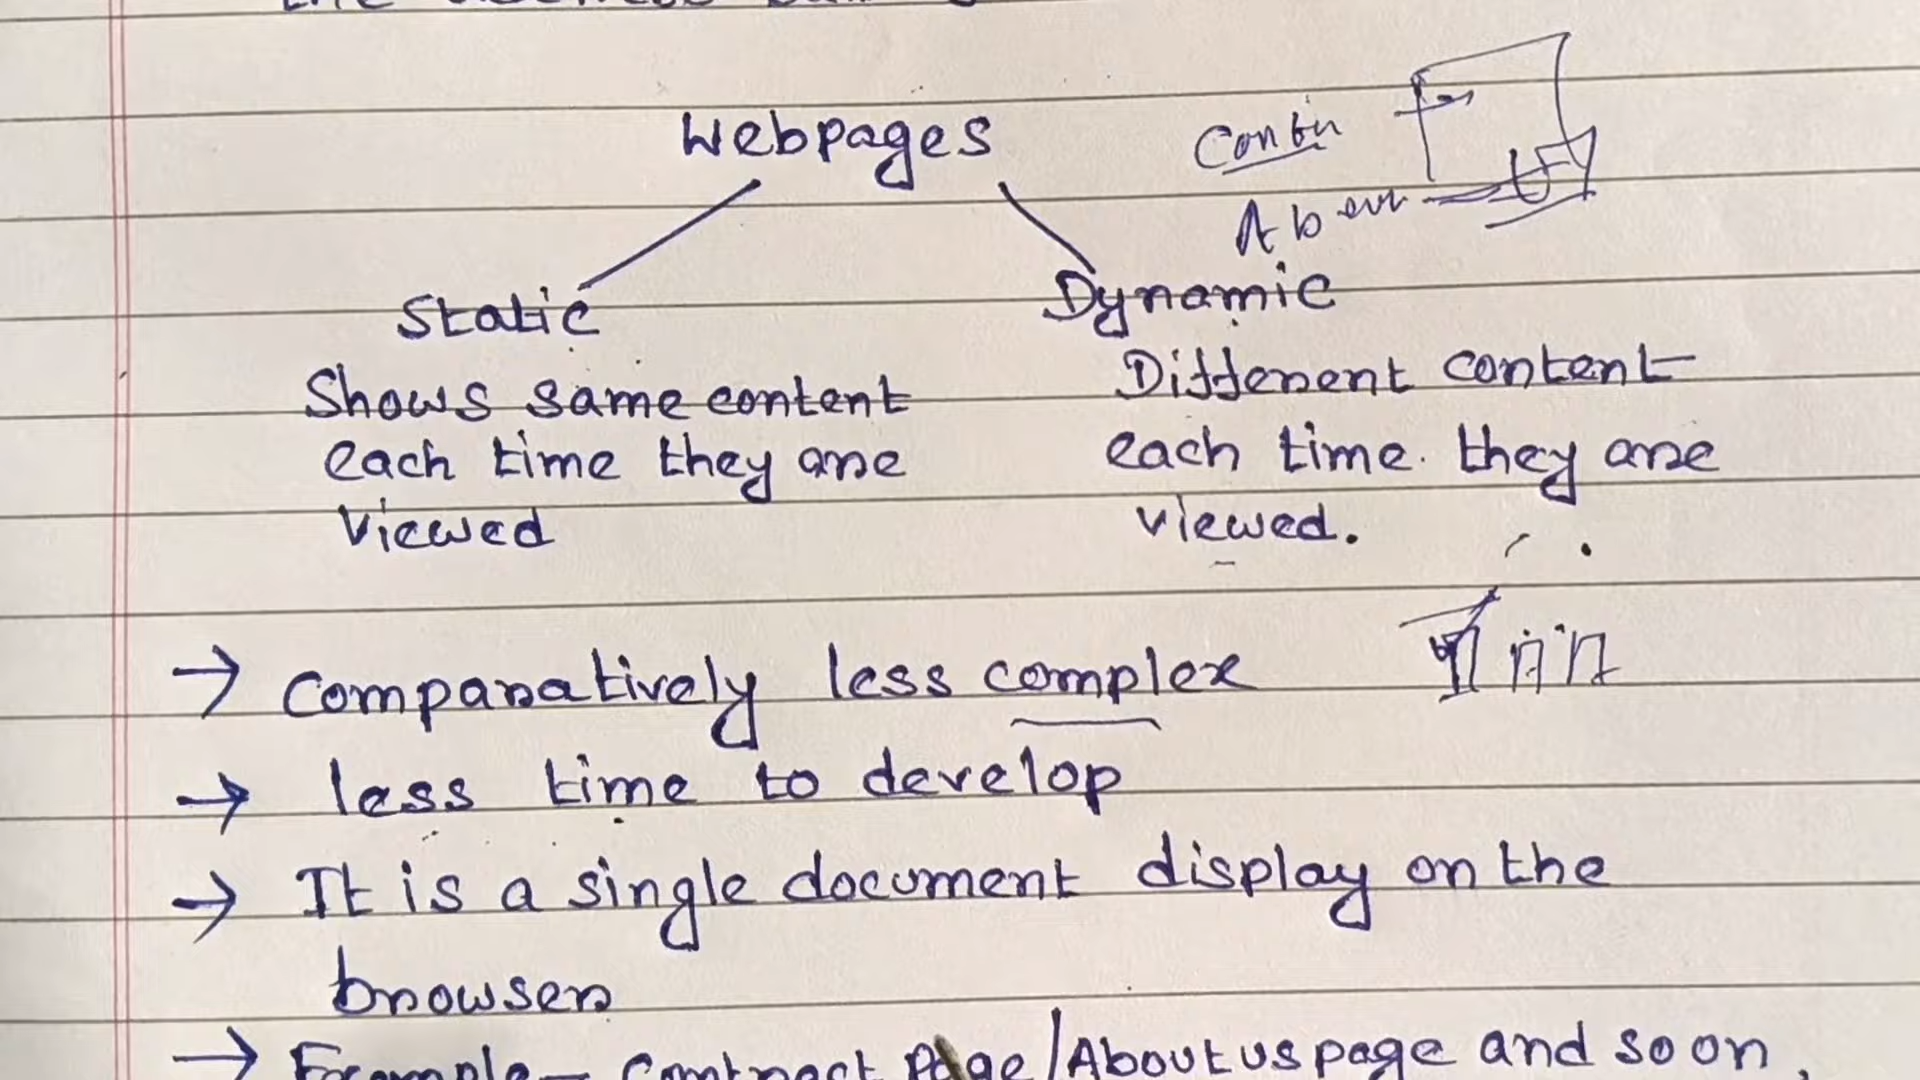 Webpages
Static
Dynamic
Shows same content
each time they are
viewed
Different content
each time. they are
viewed.
→ Comparatively less complex
→ less time to develop
→ It is a single document display on the
browser
→ Example - Contract Page/About us page and so on.